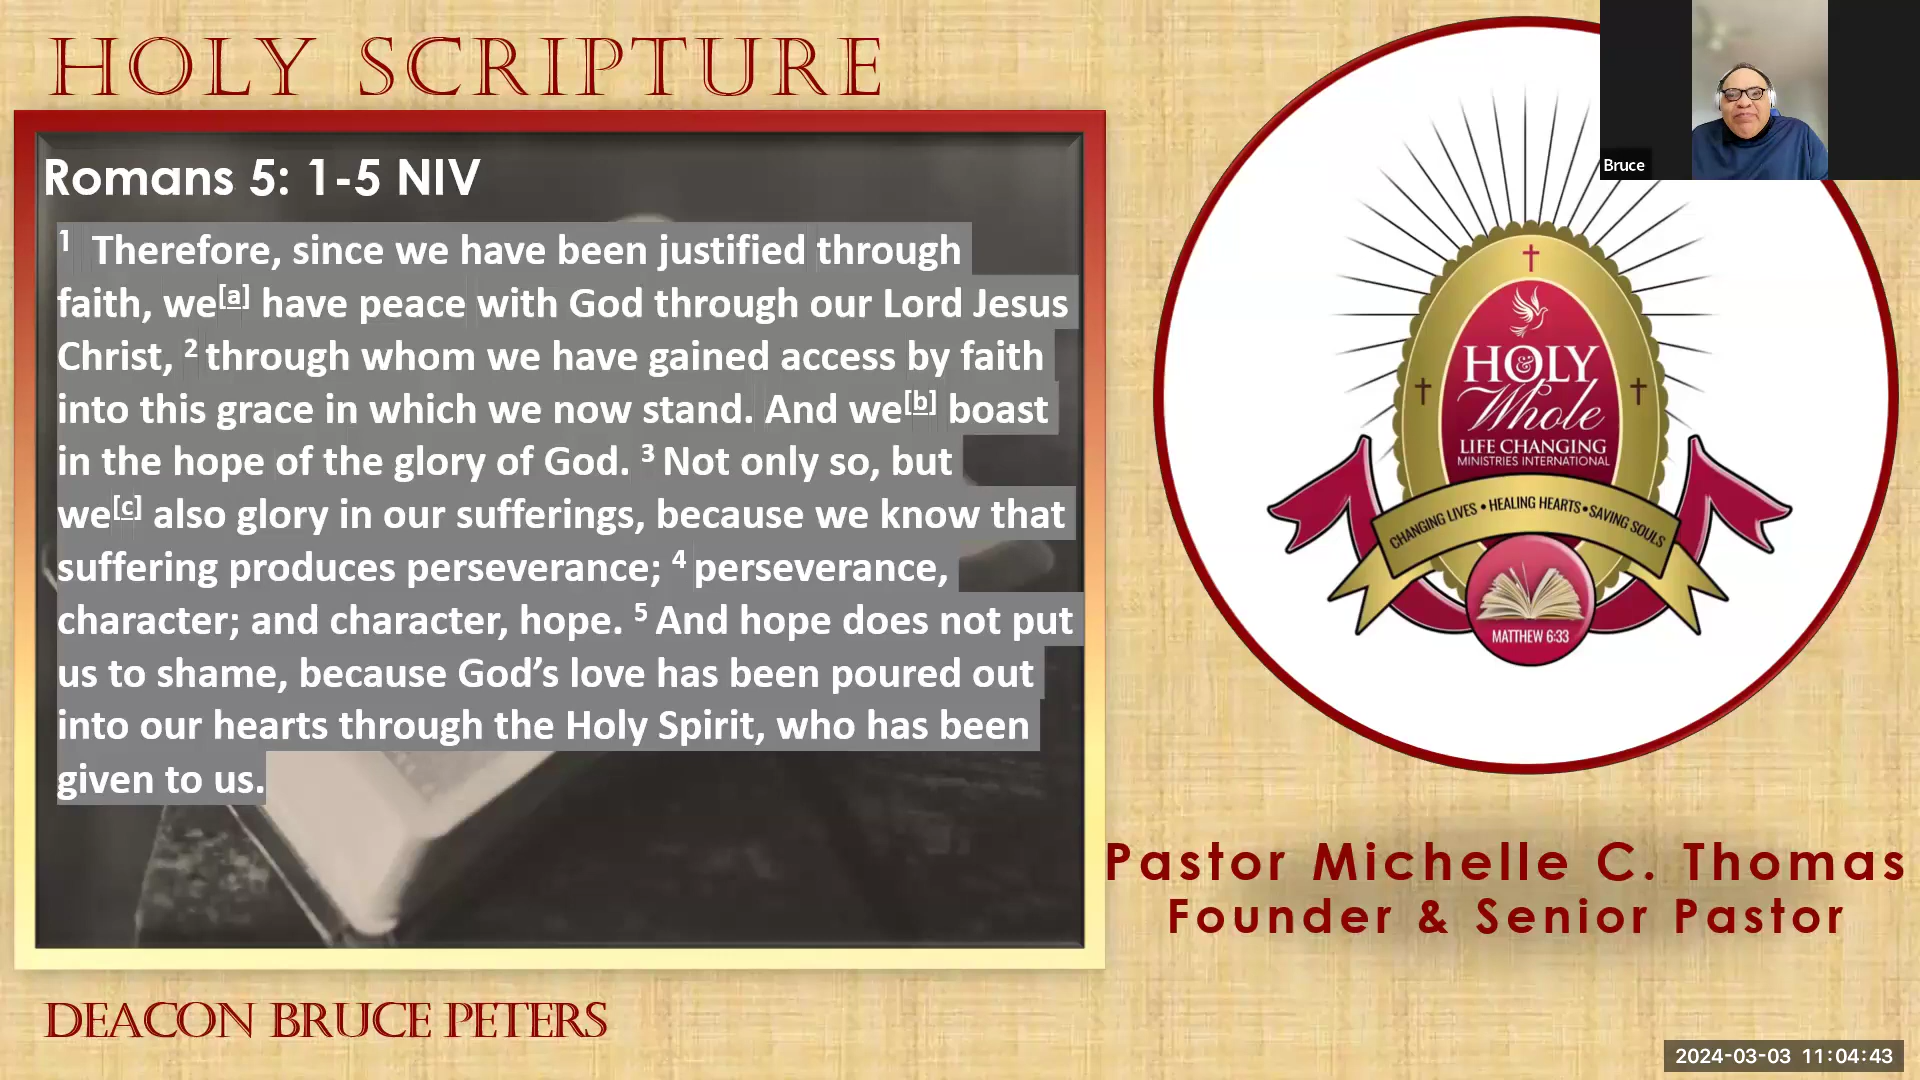 HOLY SCRIPTURE
Romans 5: 1-5 NIV
1 Therefore, since we have been justified through
faith, we[a] have peace with God through our Lord Jesus
Christ, 2 through whom we have gained access by faith
into this grace in which we now stand. And we[b] boast
in the hope of the glory of God. 3 Not only so, but
we[c] also glory in our sufferings, because we know that
suffering produces perseverance; 4 perseverance,
character; and character, hope. 5 And hope does not put
us to shame, because God’s love has been poured out
into our hearts through the Holy Spirit, who has been
given to us.
DEACON BRUCE PETERS
Bruce
HOLY
&
Whole
LIFE CHANGING
MINISTRIES INTERNATIONAL
CHANGING LIVES • HEALING HEARTS • SAVING SOULS
MATTHEW 6:33
Pastor Michelle C. Thomas
Founder & Senior Pastor
2024-03-03 11:04:43